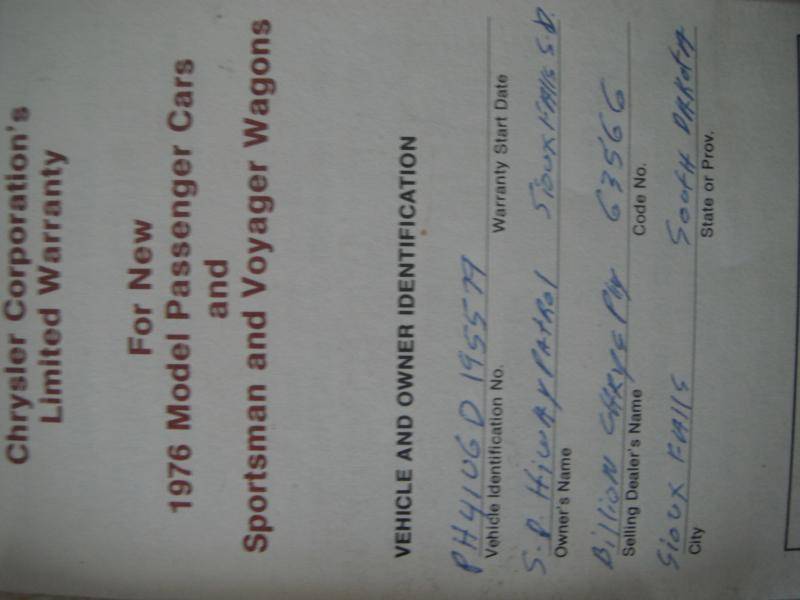 Chrysler Corporation's
Limited Warranty
For New
1976 Model Passenger Cars
and
Sportsman and Voyager Wagons
VEHICLE AND OWNER IDENTIFICATION
PH41U6D195579
Vehicle Identification No. Warranty Start Date
S.D. HiWAY PATROL SiOUX FAllS S.D.
Owner's Name
BilliON CHRYS Ply 63566
Selling Dealer's Name Code No.
SiOUX FAllS SOUTH DAKOTA
City State or Prov.